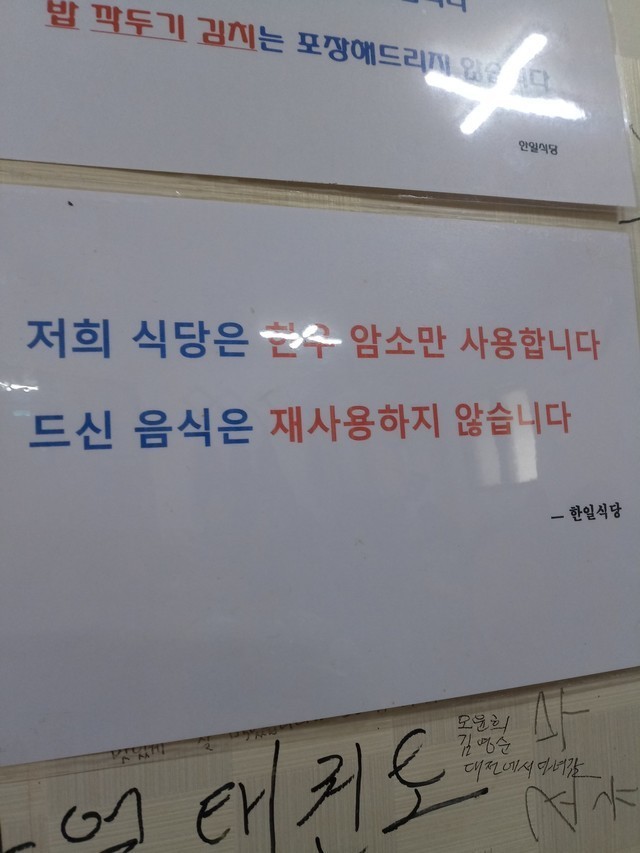 밥 깍두기 김치는 포장해드리지 않습니다
한일식당
저희 식당은 한우 암소만 사용합니다
드신 음식은 재사용하지 않습니다
– 한일식당
모윤희
김영순
대전에서 어녀감